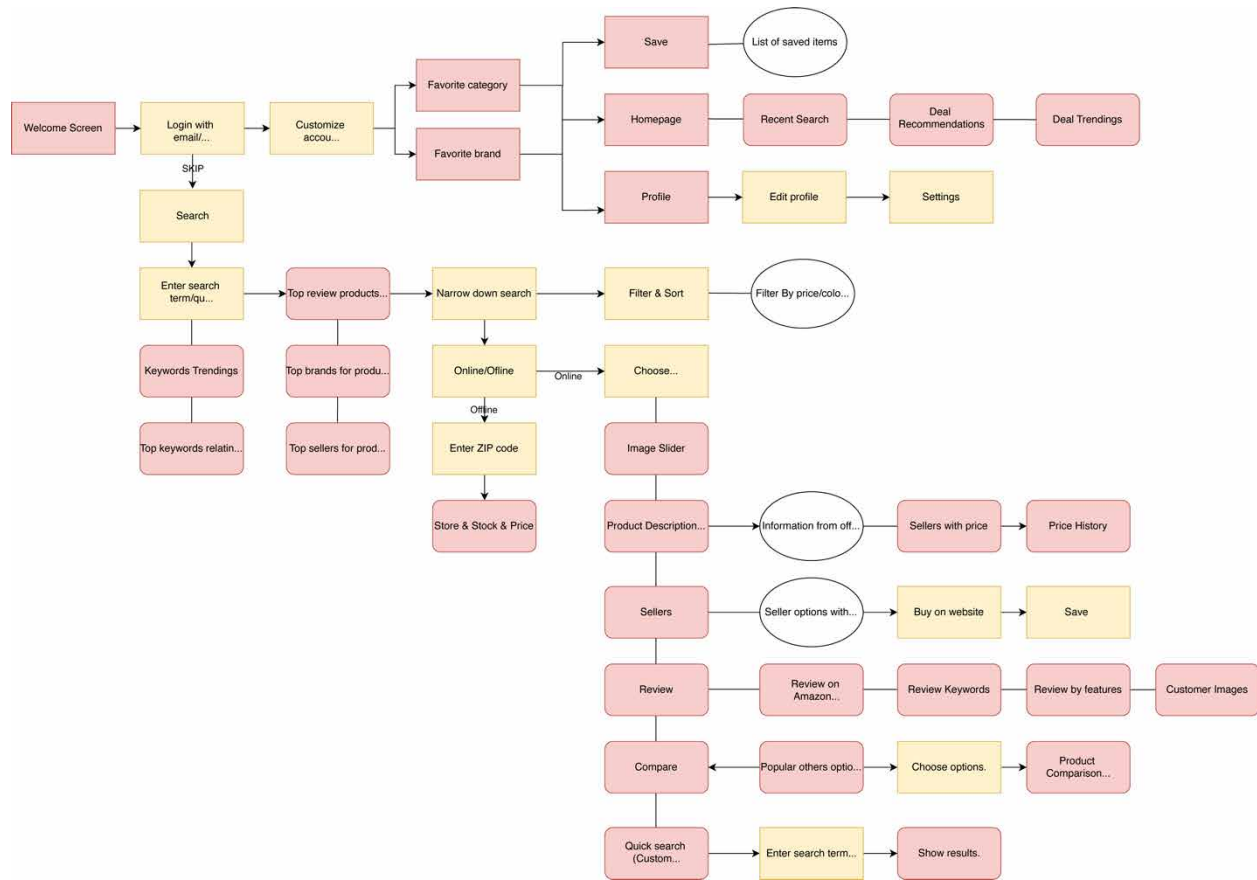 Save
List of saved items
Favorite category
Welcome Screen
Login with
email/...
Customize
accou...
Homepage
Recent Search
Deal
Recommendations
Deal Trendings
Favorite brand
SKIP
Profile
Edit profile
Settings
Search
Enter search
term/qu...
Top review products...
Narrow down search
Filter & Sort
Filter By price/colo...
Keywords Trendings
Top brands for produ...
Online/Ofline
Online
Choose...
Offline
Top keywords relatin...
Top sellers for prod...
Enter ZIP code
Image Slider
Store & Stock & Price
Product Description...
Information from off...
Sellers with price
Price History
Sellers
Seller options with...
Buy on website
Save
Review
Review on
Amazon...
Review Keywords
Review by features
Customer Images
Compare
Popular others optio...
Choose options.
Product
Comparison...
Quick search
(Custom...
Enter search term...
Show results.